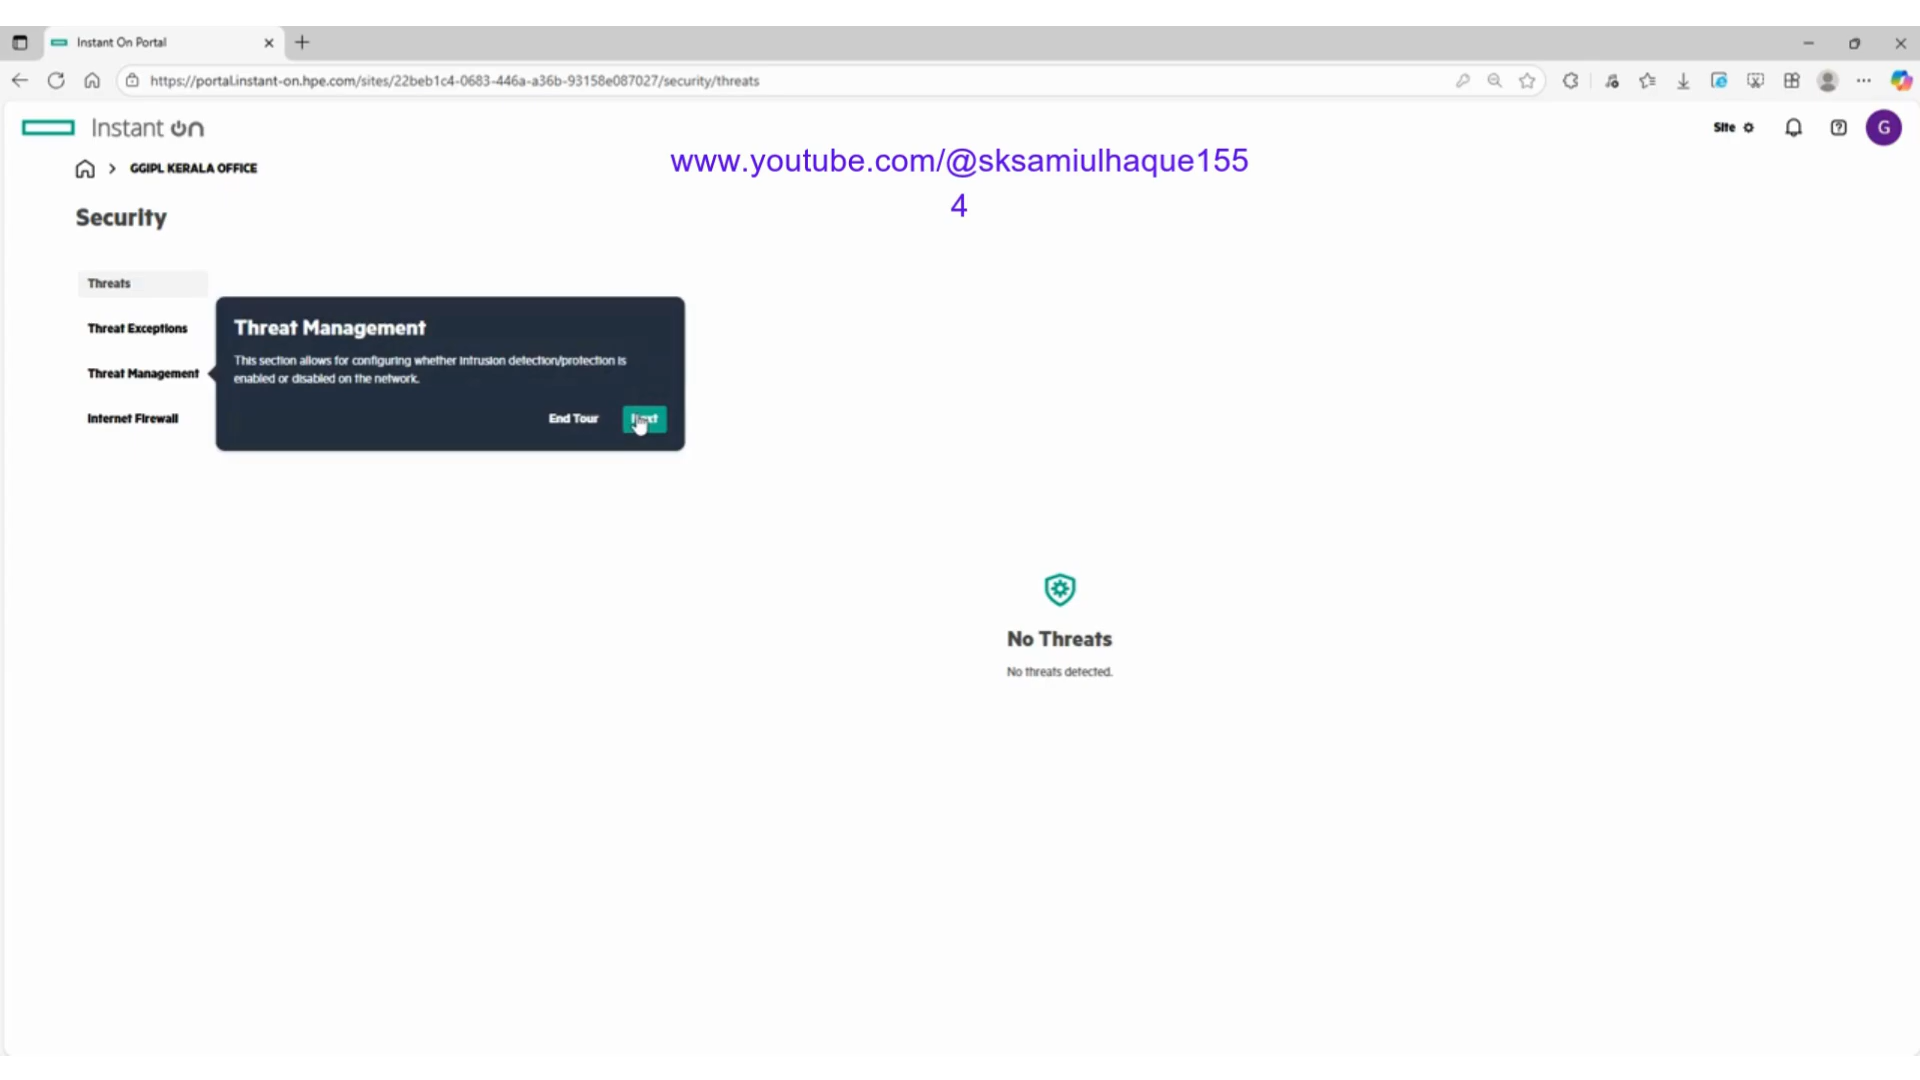 Instant On Portal
https://portal.instant-on.hpe.com/sites/22beb1c4-0683-446a-a36b-93158e087027/security/threats
Instant On
Site
G
GGIPL KERALA OFFICE
www.youtube.com/@sksamiulhaque155
4
Security
Threats
Threat Exceptions
Threat Management
Internet Firewall
Threat Management
This section allows for configuring whether intrusion detection/protection is
enabled or disabled on the network.
End Tour
Next
No Threats
No threats detected.